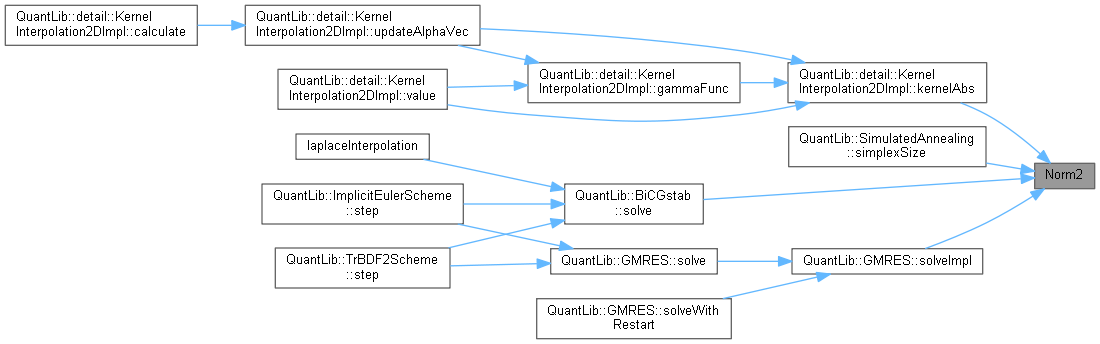 QuantLib::detail::Kernel
Interpolation2DImpl::calculate
QuantLib::detail::Kernel
Interpolation2DImpl::updateAlphaVec
QuantLib::detail::Kernel
Interpolation2DImpl::value
QuantLib::detail::Kernel
Interpolation2DImpl::gammaFunc
QuantLib::detail::Kernel
Interpolation2DImpl::kernelAbs
laplaceInterpolation
QuantLib::SimulatedAnnealing
::simplexSize
Norm2
QuantLib::ImplicitEulerScheme
::step
QuantLib::BiCGstab
::solve
QuantLib::TrBDF2Scheme
::step
QuantLib::GMRES::solve
QuantLib::GMRES::solveImpl
QuantLib::GMRES::solveWith
Restart